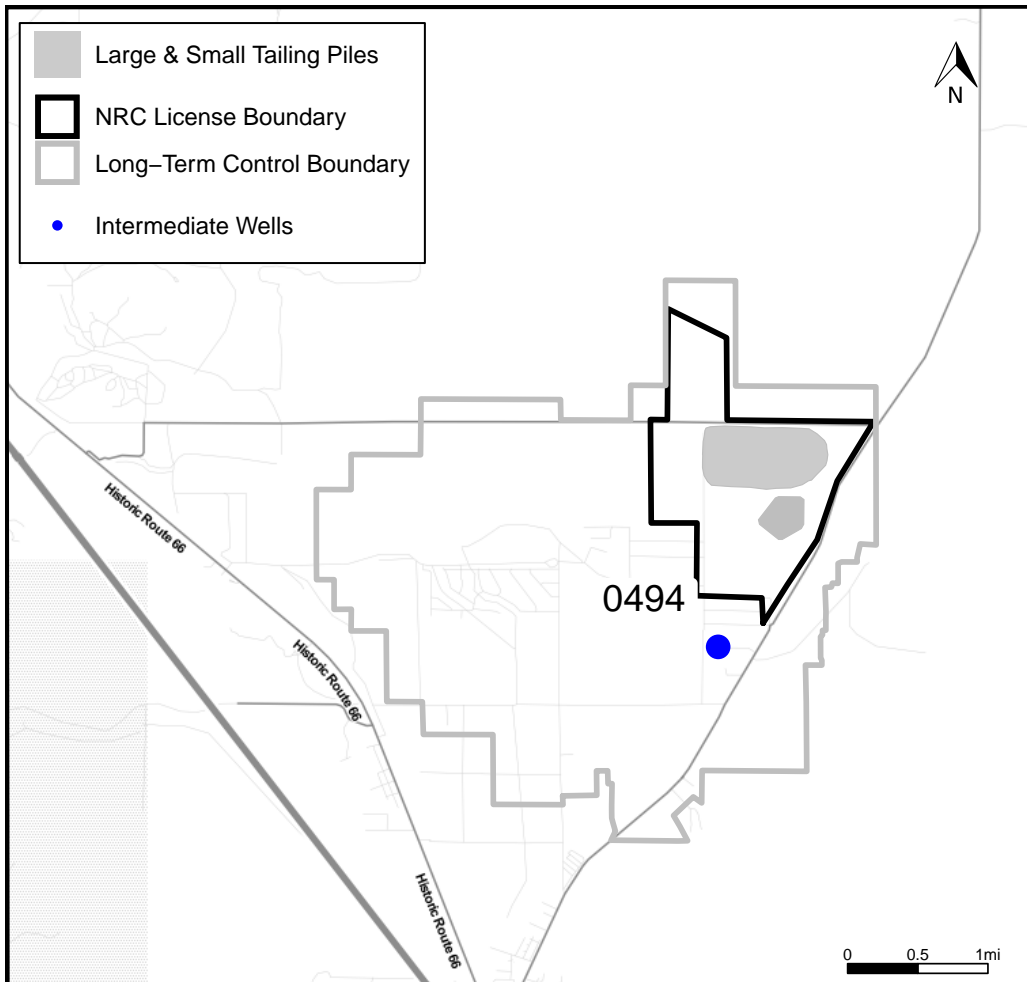 Large & Small Tailing Piles
NRC License Boundary
Long−Term Control Boundary
Intermediate Wells
N
Historic Route 66
0494
Historic Route 66
Historic Route 66
0 0.5 1mi